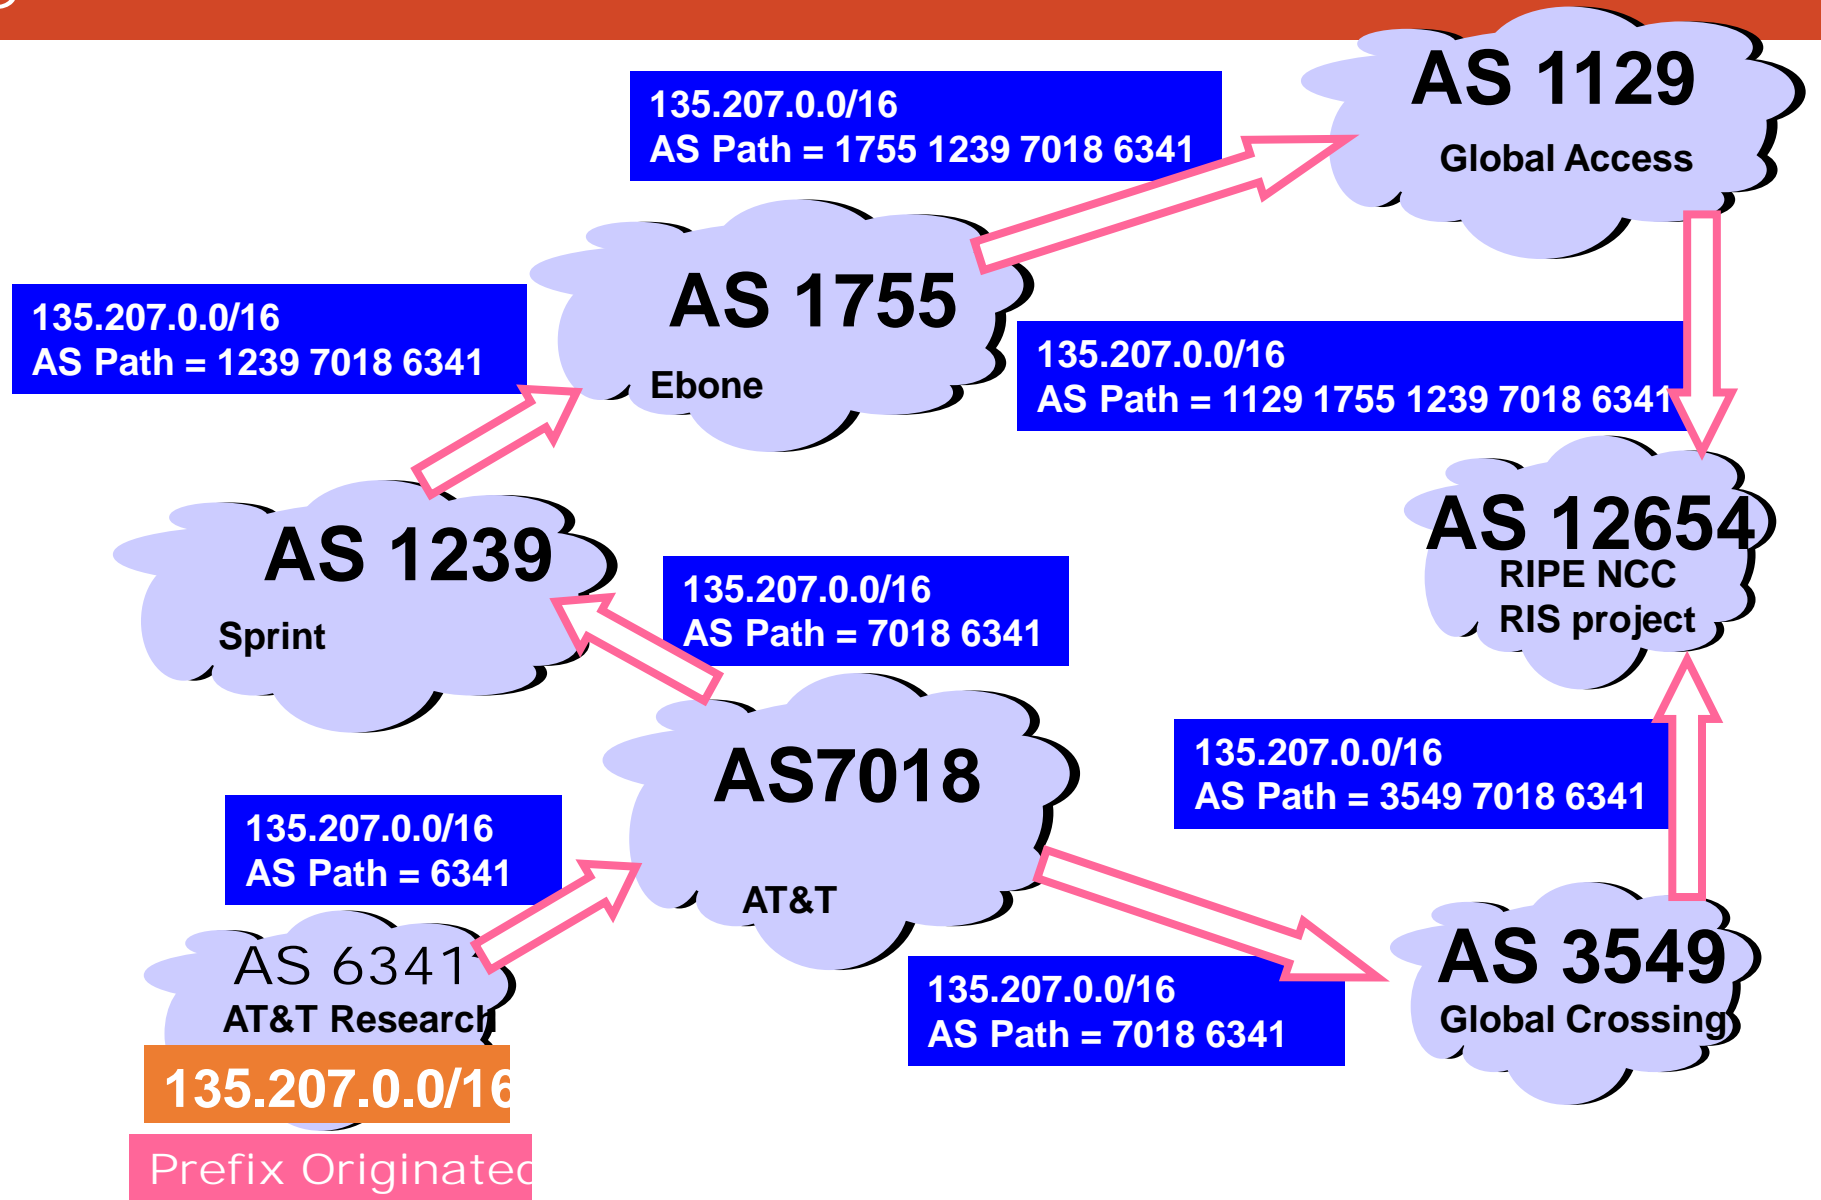 AS 1129
Global Access
135.207.0.0/16
AS Path = 1755 1239 7018 6341
AS 1755
Ebone
135.207.0.0/16
AS Path = 1239 7018 6341
135.207.0.0/16
AS Path = 1129 1755 1239 7018 6341
AS 12654
RIPE NCC
RIS project
AS 1239
Sprint
135.207.0.0/16
AS Path = 7018 6341
AS7018
AT&T
135.207.0.0/16
AS Path = 3549 7018 6341
135.207.0.0/16
AS Path = 6341
AS 6341
AT&T Research
135.207.0.0/16
Prefix Originated
135.207.0.0/16
AS Path = 7018 6341
AS 3549
Global Crossing